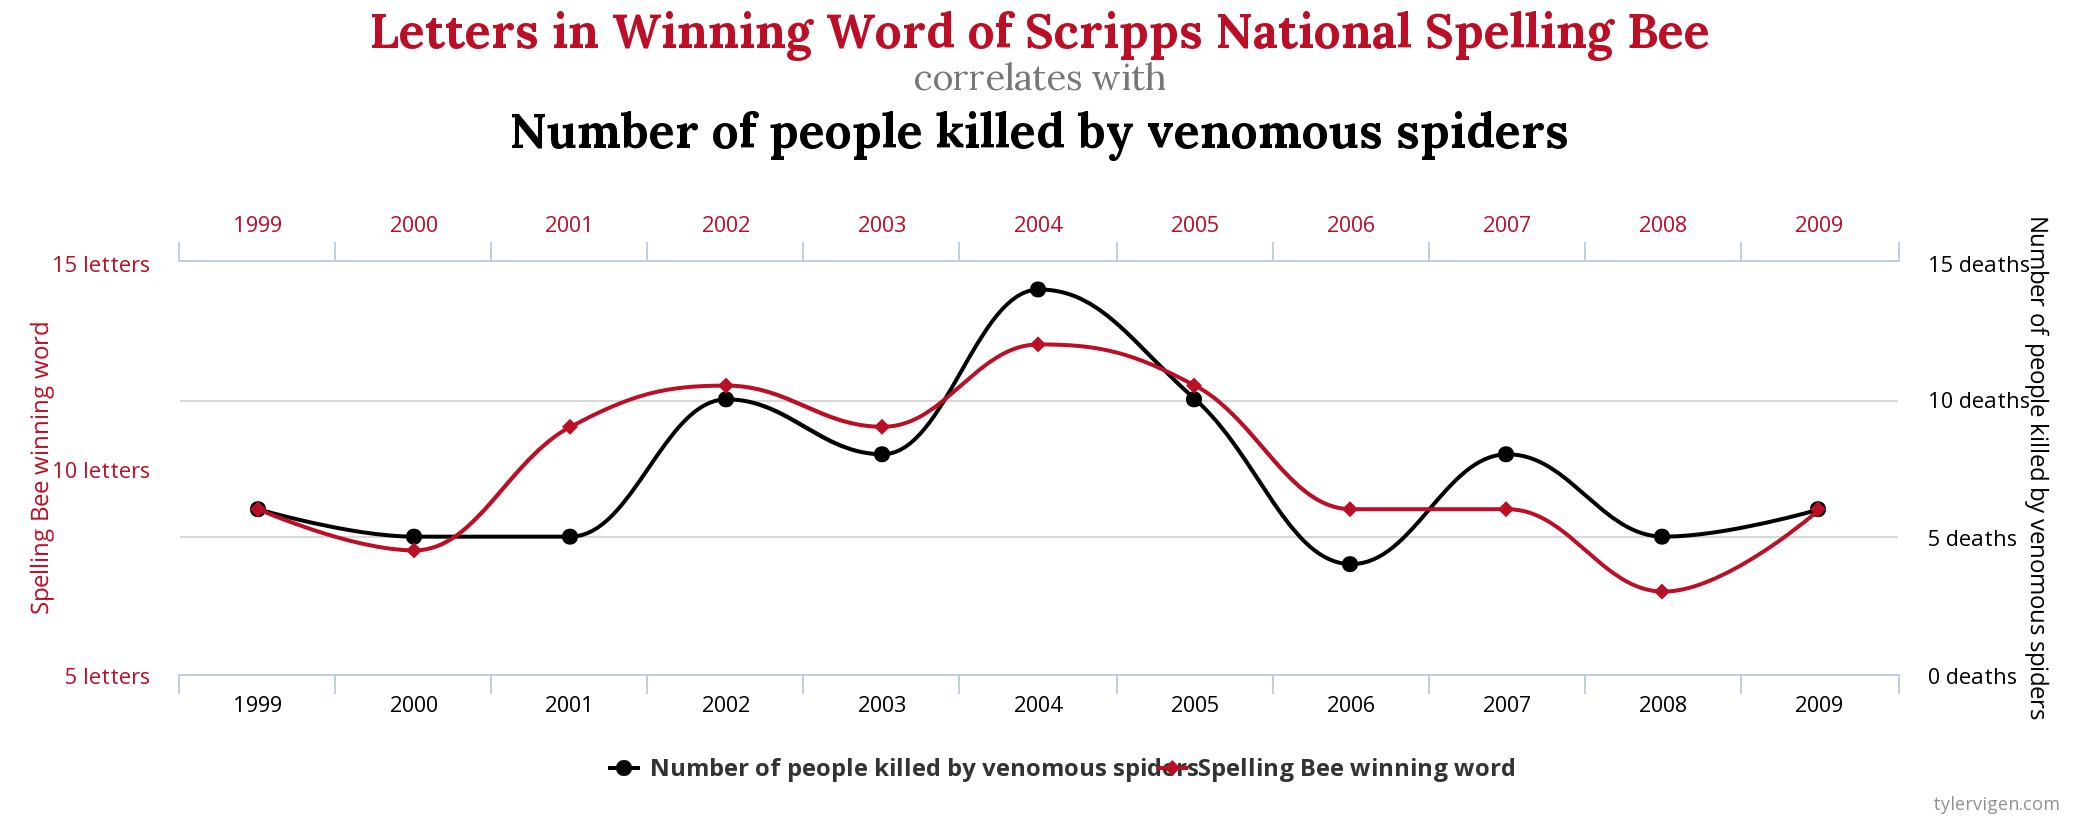 Letters in Winning Word of Scripps National Spelling Bee
correlates with
Number of people killed by venomous spiders
1999 2000 2001 2002 2003 2004 2005 2006 2007 2008 2009
15 letters
10 letters
5 letters
Spelling Bee winning word
15 deaths
10 deaths
5 deaths
0 deaths
Number of people killed by venomous spiders
1999 2000 2001 2002 2003 2004 2005 2006 2007 2008 2009
Number of people killed by venomous spiders Spelling Bee winning word
tylervigen.com